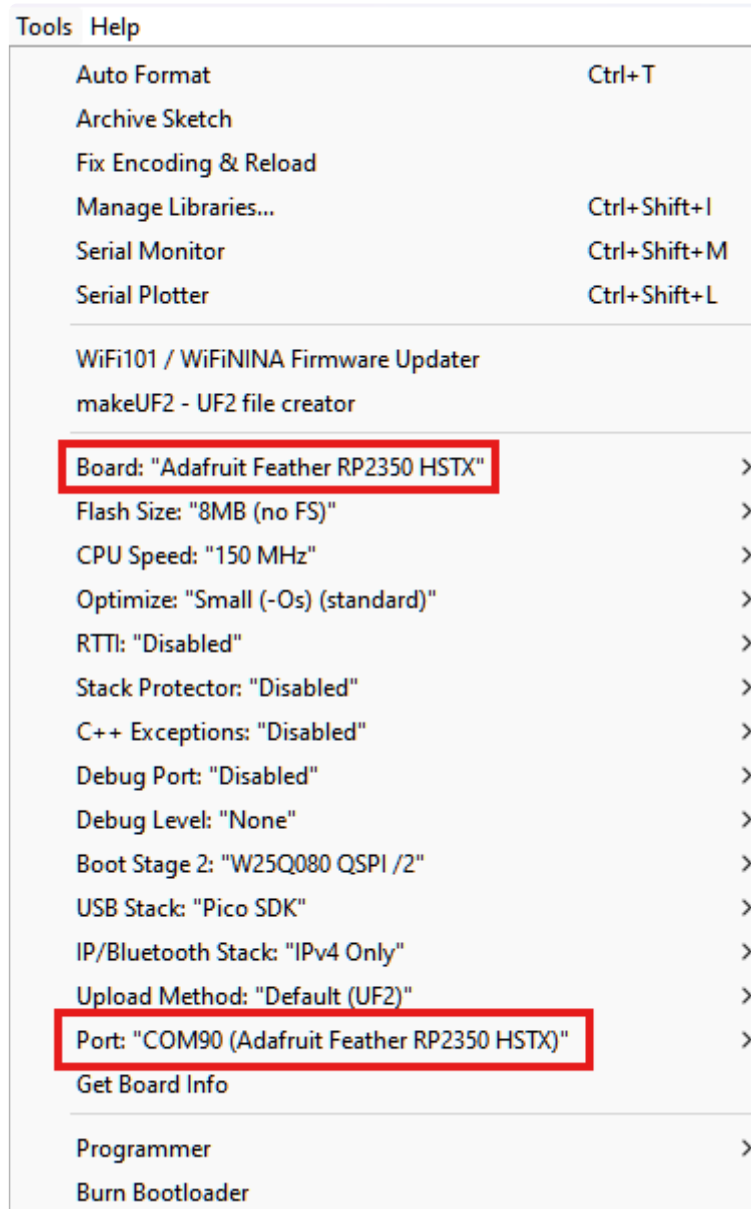 Tools Help
Auto Format Ctrl+T
Archive Sketch
Fix Encoding & Reload
Manage Libraries... Ctrl+Shift+I
Serial Monitor Ctrl+Shift+M
Serial Plotter Ctrl+Shift+L
WiFi101 / WiFiNINA Firmware Updater
makeUF2 - UF2 file creator
Board: "Adafruit Feather RP2350 HSTX"
Flash Size: "8MB (no FS)"
CPU Speed: "150 MHz"
Optimize: "Small (-Os) (standard)"
RTTI: "Disabled"
Stack Protector: "Disabled"
C++ Exceptions: "Disabled"
Debug Port: "Disabled"
Debug Level: "None"
Boot Stage 2: "W25Q080 QSPI /2"
USB Stack: "Pico SDK"
IP/Bluetooth Stack: "IPv4 Only"
Upload Method: "Default (UF2)"
Port: "COM90 (Adafruit Feather RP2350 HSTX)"
Get Board Info
Programmer
Burn Bootloader